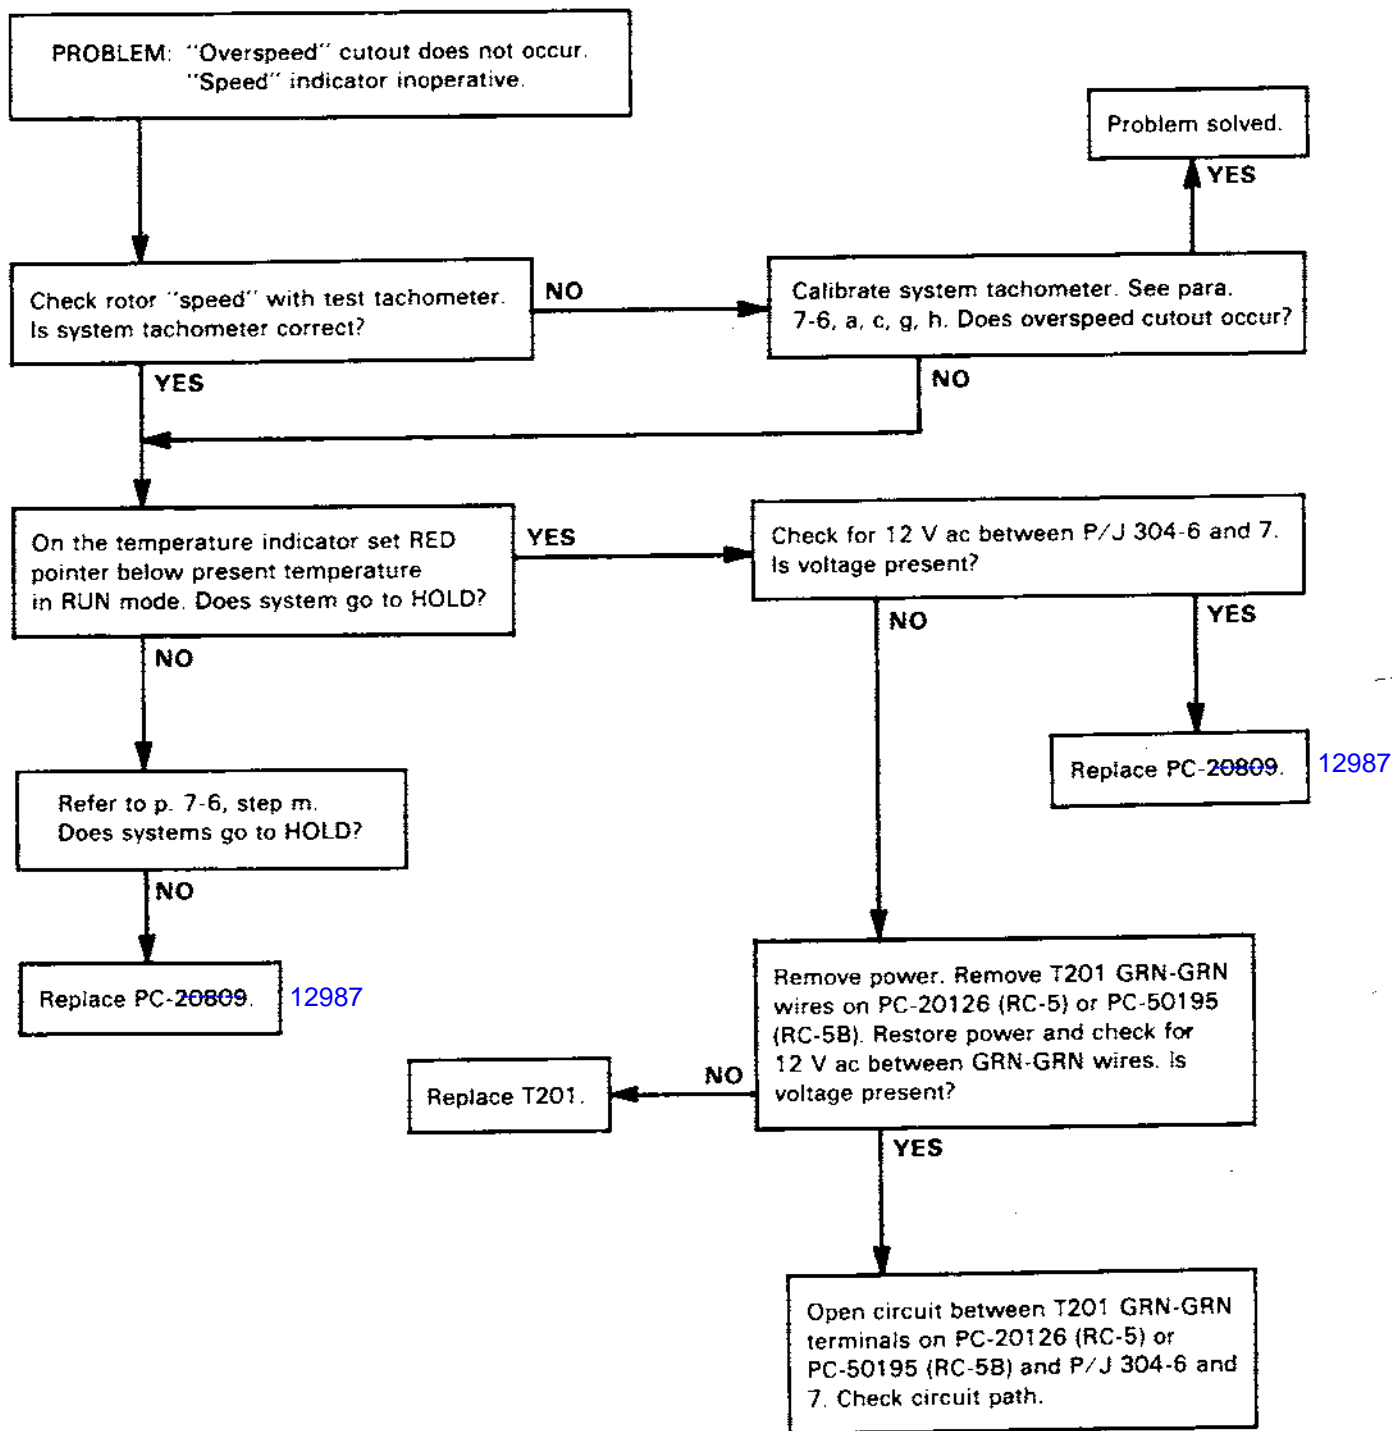 PROBLEM: "Overspeed" cutout does not occur.
"Speed" indicator inoperative.
Problem solved.
YES
Check rotor "speed" with test tachometer.
Is system tachometer correct?
NO
Calibrate system tachometer. See para.
7-6, a, c, g, h. Does overspeed cutout occur?
YES
NO
On the temperature indicator set RED
pointer below present temperature
in RUN mode. Does system go to HOLD?
YES
Check for 12 V ac between P/J 304-6 and 7.
Is voltage present?
NO
NO
YES
Replace PC-20809. 12987
Refer to p. 7-6, step m.
Does systems go to HOLD?
NO
Replace PC-20809. 12987
Remove power. Remove T201 GRN-GRN
wires on PC-20126 (RC-5) or PC-50195
(RC-5B). Restore power and check for
12 V ac between GRN-GRN wires. Is
voltage present?
NO
Replace T201.
YES
Open circuit between T201 GRN-GRN
terminals on PC-20126 (RC-5) or
PC-50195 (RC-5B) and P/J 304-6 and
7. Check circuit path.